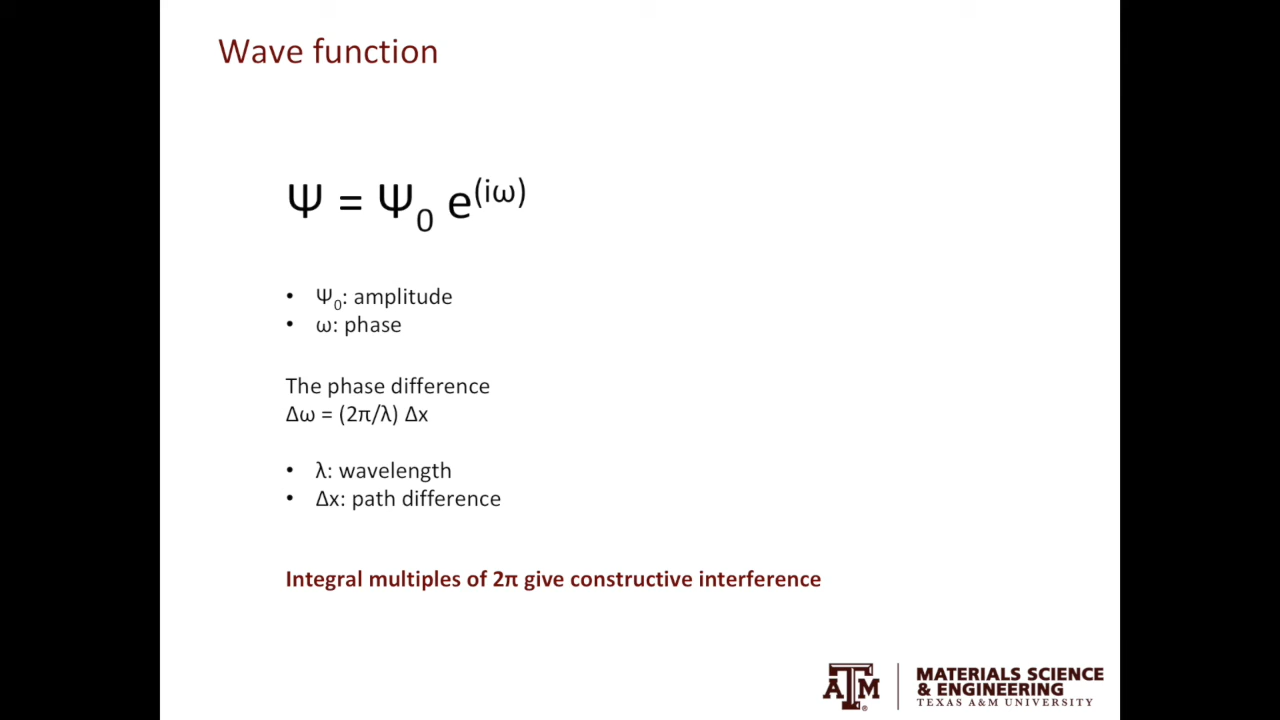 Wave function
Ψ = Ψ₀ e^(iω)
• Ψ₀: amplitude
• ω: phase
The phase difference
Δω = (2π/λ) Δx
• λ: wavelength
• Δx: path difference
Integral multiples of 2π give constructive interference
ATM
®
MATERIALS SCIENCE
& ENGINEERING
TEXAS A&M UNIVERSITY